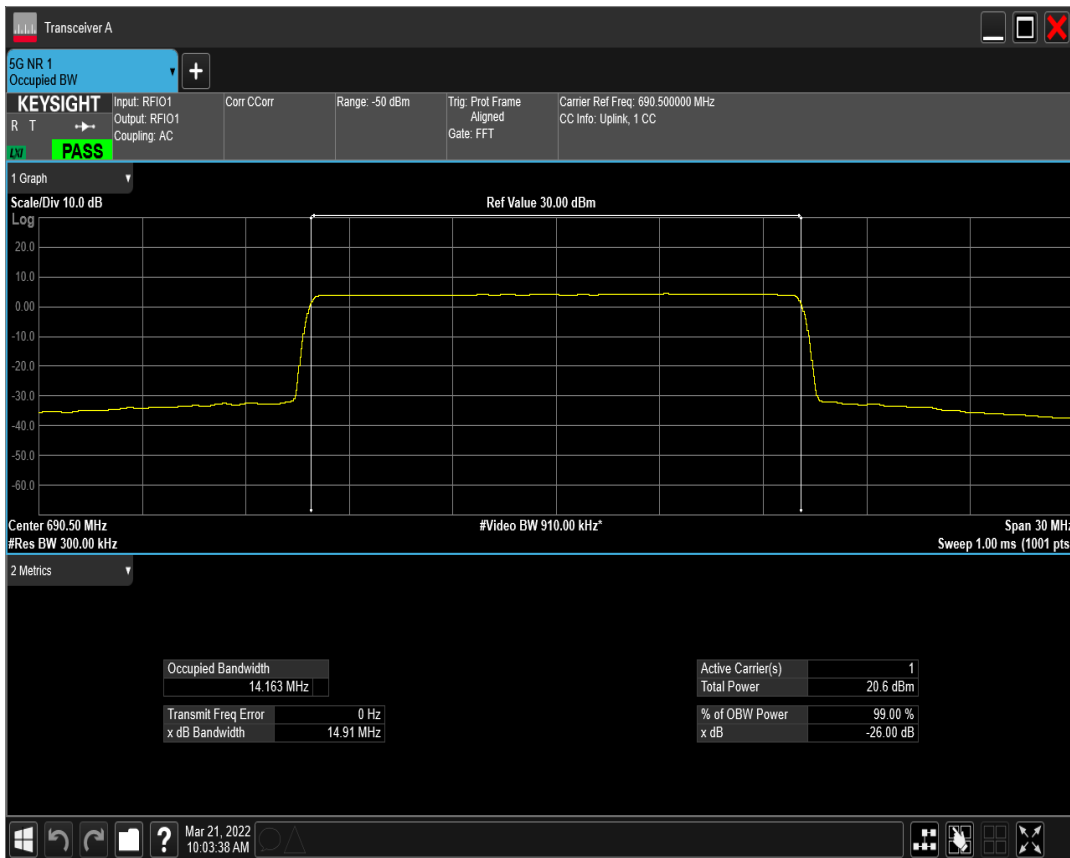 Transceiver A
5G NR 1
Occupied BW
+
KEYSIGHT
R T
LXI
PASS
Input: RFIO1
Output: RFIO1
Coupling: AC
Corr CCorr
Range: -50 dBm
Trig: Prot Frame
Aligned
Gate: FFT
Carrier Ref Freq: 690.500000 MHz
CC Info: Uplink, 1 CC
1 Graph
Scale/Div 10.0 dB
Ref Value 30.00 dBm
Log
20.0
10.0
0.00
-10.0
-20.0
-30.0
-40.0
-50.0
-60.0
Center 690.50 MHz
#Video BW 910.00 kHz*
Span 30 MHz
#Res BW 300.00 kHz
Sweep 1.00 ms (1001 pts
2 Metrics
Occupied Bandwidth
14.163 MHz
Transmit Freq Error 0 Hz
x dB Bandwidth 14.91 MHz
Active Carrier(s) 1
Total Power 20.6 dBm
% of OBW Power 99.00 %
x dB -26.00 dB
?
Mar 21, 2022
10:03:38 AM